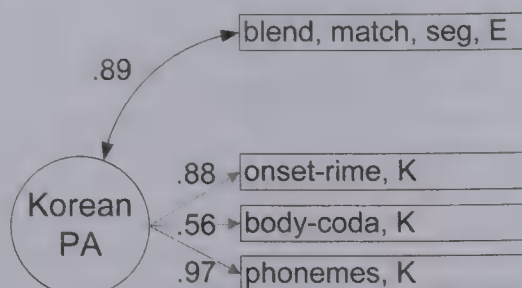 blend, match, seg, E
.89
.88 onset-rime, K
Korean PA
.56 body-coda, K
.97 phonemes, K